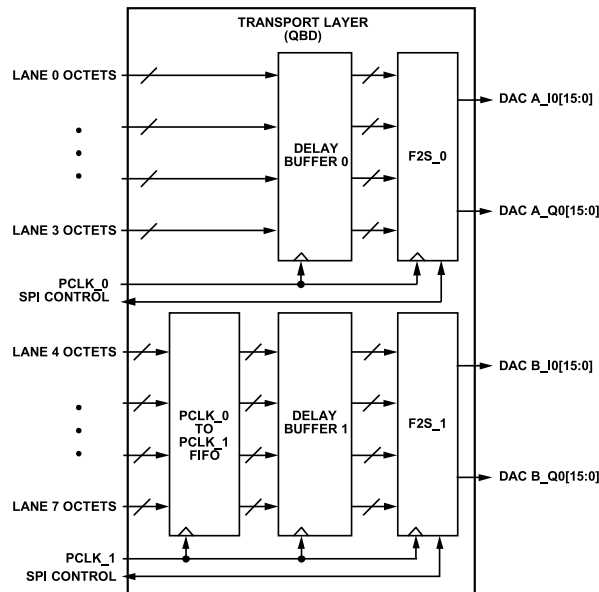 TRANSPORT LAYER
(QBD)
LANE 0 OCTETS
LANE 3 OCTETS
DELAY
BUFFER 0
F2S_0
DAC A_I0[15:0]
DAC A_Q0[15:0]
PCLK_0
SPI CONTROL
LANE 4 OCTETS
LANE 7 OCTETS
PCLK_0
TO
PCLK_1
FIFO
DELAY
BUFFER 1
F2S_1
DAC B_I0[15:0]
DAC B_Q0[15:0]
PCLK_1
SPI CONTROL